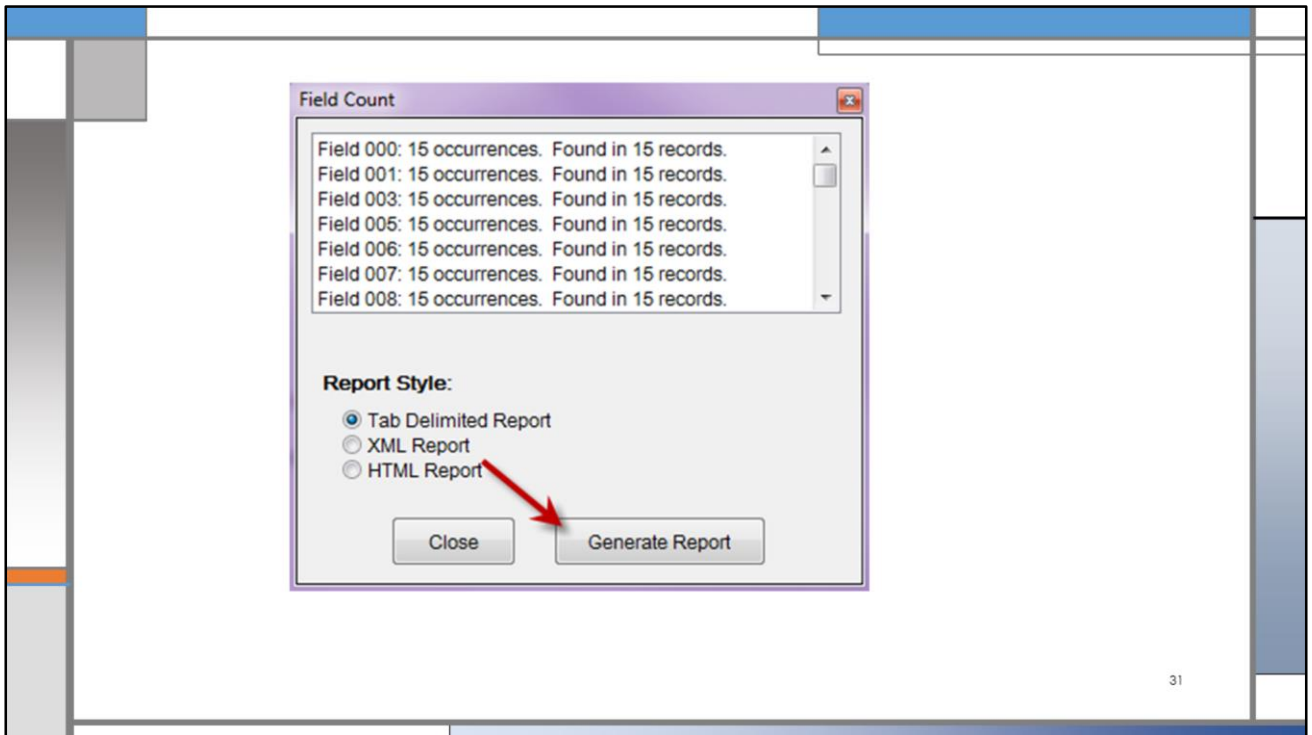 Field Count
Field 000: 15 occurrences.  Found in 15 records.
Field 001: 15 occurrences.  Found in 15 records.
Field 003: 15 occurrences.  Found in 15 records.
Field 005: 15 occurrences.  Found in 15 records.
Field 006: 15 occurrences.  Found in 15 records.
Field 007: 15 occurrences.  Found in 15 records.
Field 008: 15 occurrences.  Found in 15 records.
Report Style:
Tab Delimited Report
XML Report
HTML Report
Close Generate Report
31